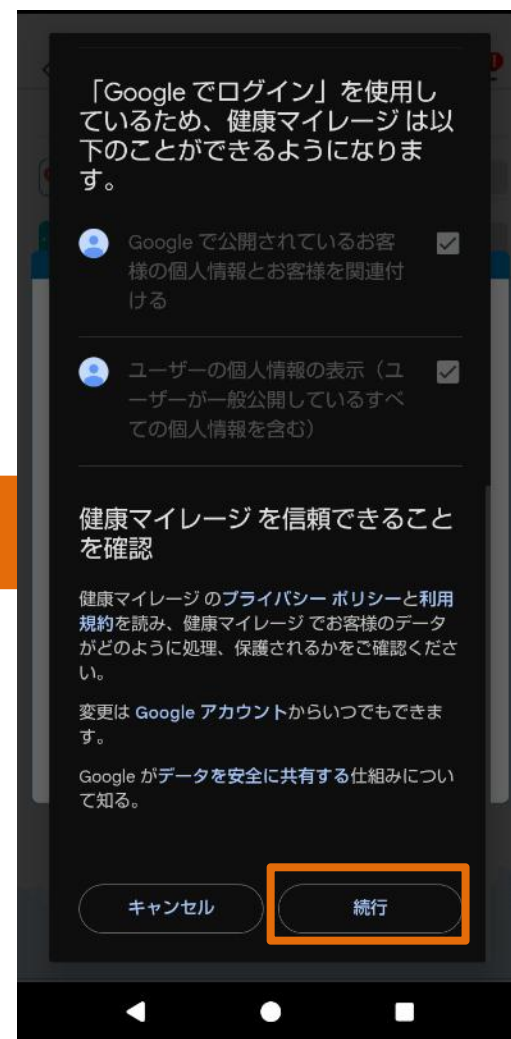 「Google でログイン」を使用し
ているため、健康マイレージ は以
下のことができるようになりま
す。
Google で公開されているお客
様の個人情報とお客様を関連付
ける
ユーザーの個人情報の表示（ユ
ーザーが一般公開しているすべ
ての個人情報を含む）
健康マイレージ を信頼できること
を確認
健康マイレージ のプライバシー ポリシーと利用
規約を読み、健康マイレージ でお客様のデータ
がどのように処理、保護されるかをご確認くださ
い。
変更は Google アカウントからいつでもできま
す。
Google がデータを安全に共有する仕組みについ
て知る。
キャンセル
続行